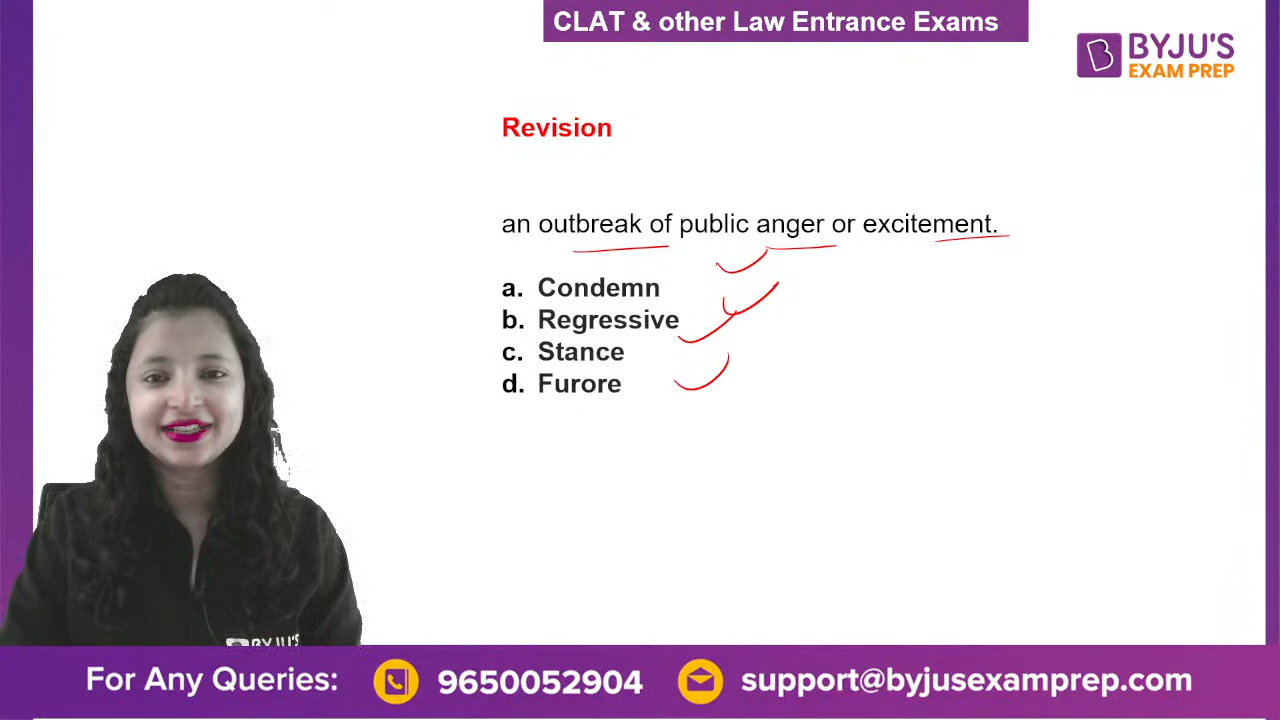 CLAT & other Law Entrance Exams
BYJU'S
EXAM PREP
Revision
an outbreak of public anger or excitement.
a. Condemn
b. Regressive
c. Stance
d. Furore
BYJU'S
For Any Queries: 9650052904 support@byjusexamprep.com